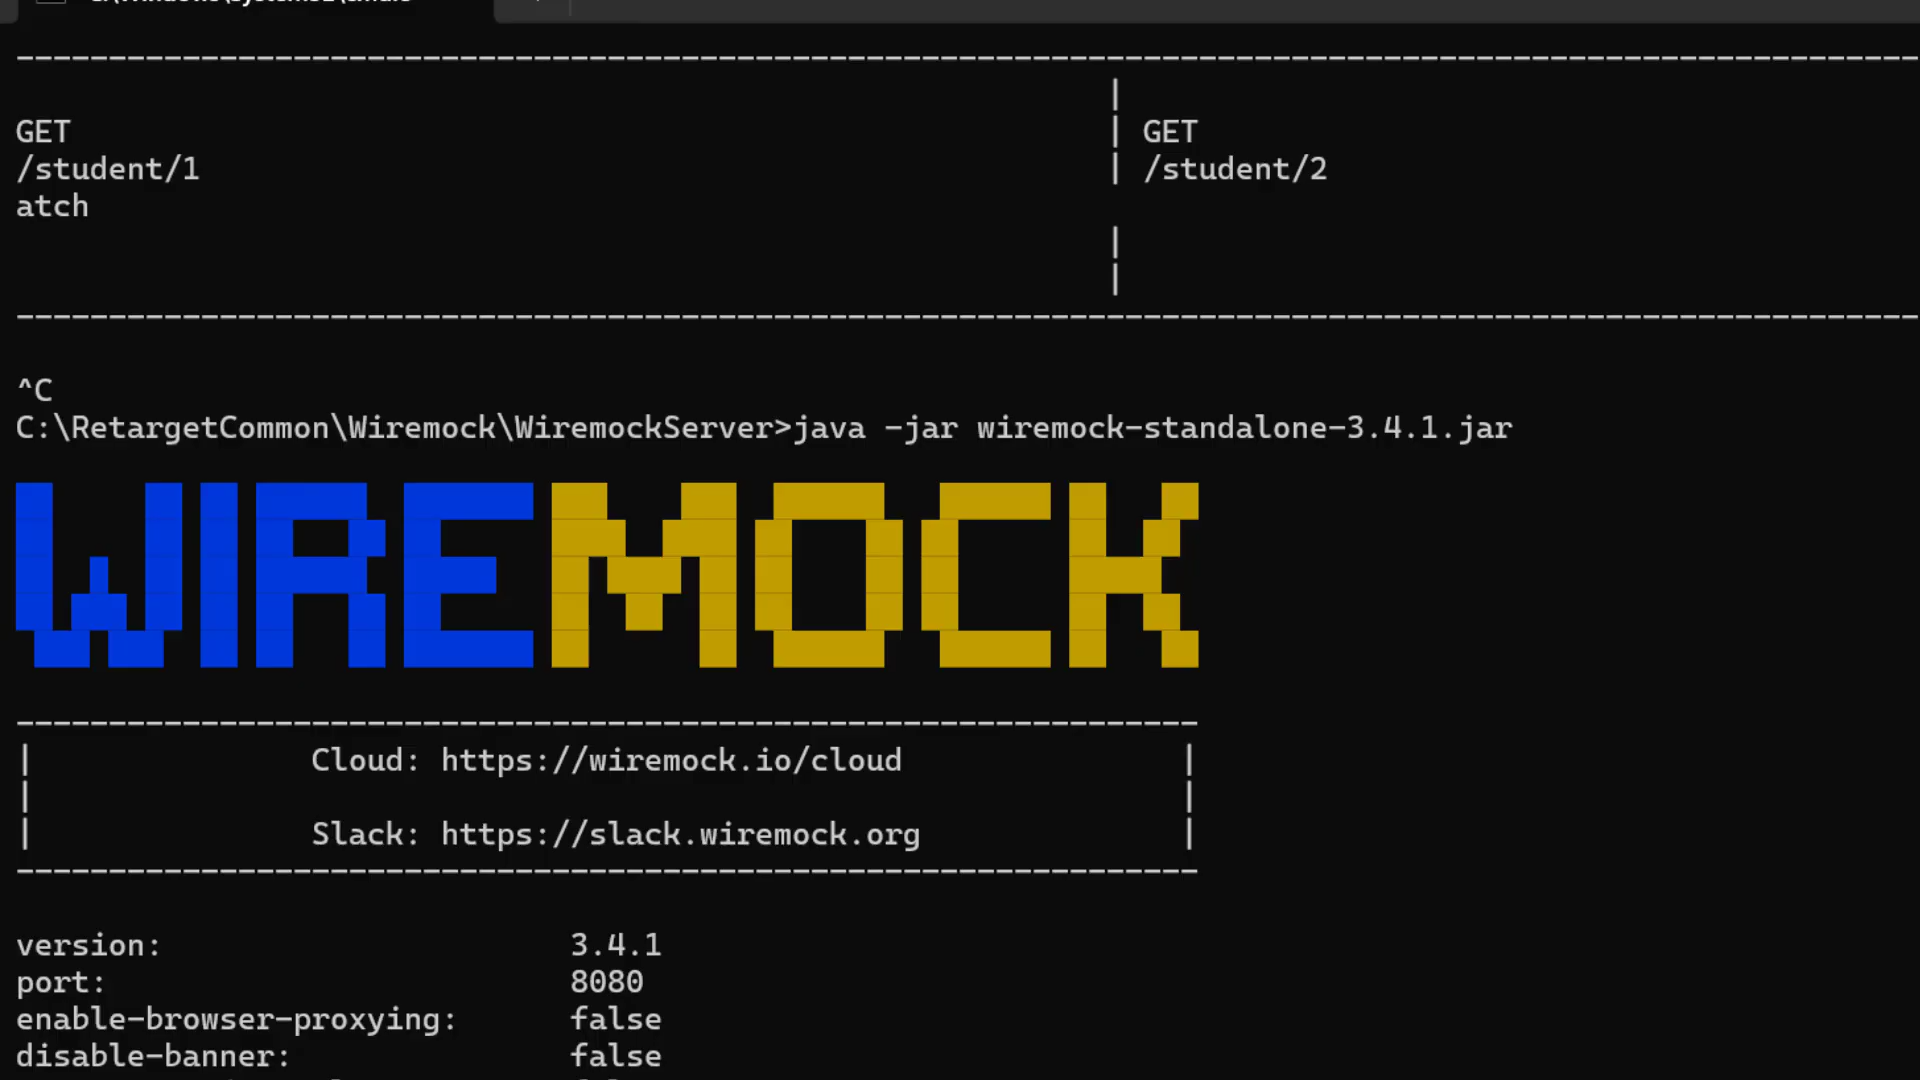 GET | GET
/student/1 | /student/2
atch
^C
C:\RetargetCommon\Wiremock\WiremockServer>java -jar wiremock-standalone-3.4.1.jar
WIREMOCK
| Cloud: https://wiremock.io/cloud |
| Slack: https://slack.wiremock.org |
version: 3.4.1
port: 8080
enable-browser-proxying: false
disable-banner: false